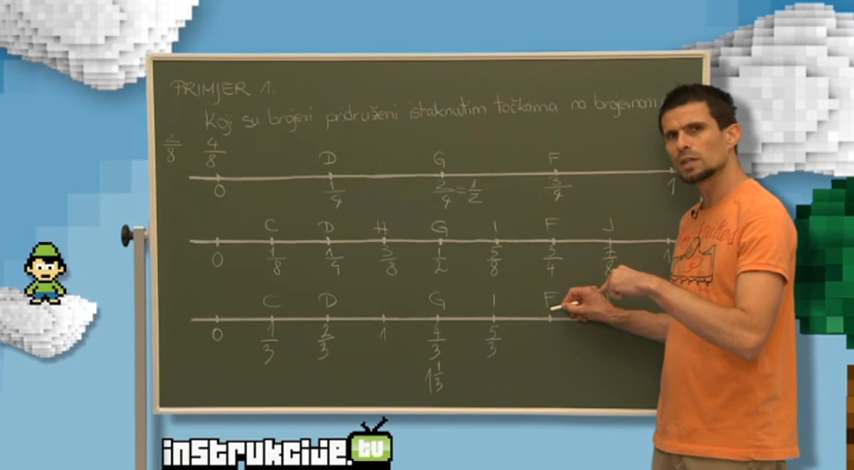 PRIMJER 1.
Koji su brojevi pridruženi istaknutim točkama na brojevnom
2/8 4/8
D G F
0 1/4 2/4=1/2 3/4 1
C D H G I F J
0 1/8 1/4 3/8 1/2 5/8 3/4 7/8 1
C D G I F
0 1/3 2/3 1 4/3 5/3
1 1/3
instrukcije.tv